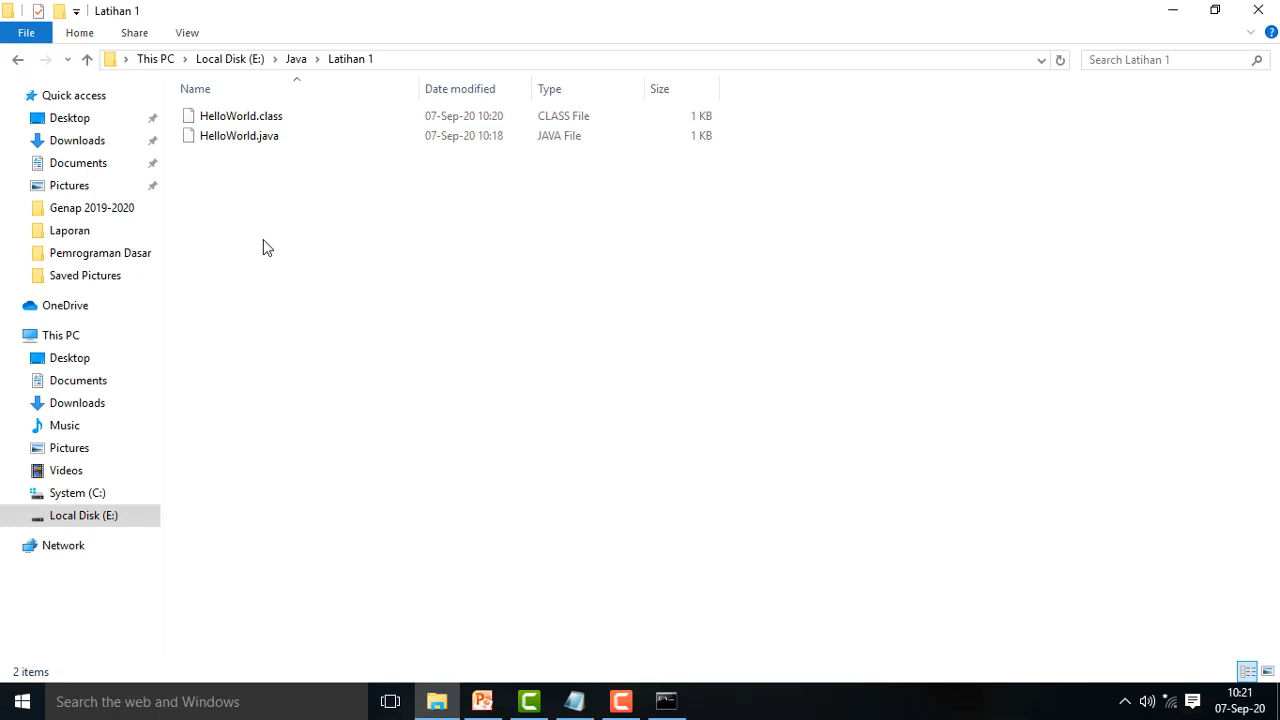 Latihan 1
File Home Share View
This PC Local Disk (E:) Java Latihan 1 Search Latihan 1
Name Date modified Type Size
HelloWorld.class 07-Sep-20 10:20 CLASS File 1 KB
HelloWorld.java 07-Sep-20 10:18 JAVA File 1 KB
Quick access
Desktop
Downloads
Documents
Pictures
Genap 2019-2020
Laporan
Pemrograman Dasar
Saved Pictures
OneDrive
This PC
Desktop
Documents
Downloads
Music
Pictures
Videos
System (C:)
Local Disk (E:)
Network
2 items
Search the web and Windows
10:21
07-Sep-20